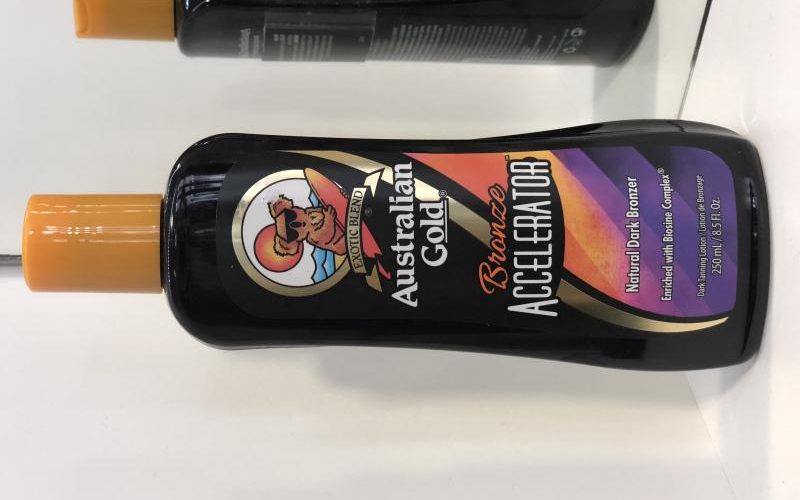 EXOTIC BLEND
Australian
Gold®
Bronze
ACCELERATOR™
Natural Dark Bronzer
Enriched with Biosine Complex®
Dark Tanning Lotion / Lotion de Bronzage
250 mL / 8.5 Fl. Oz.